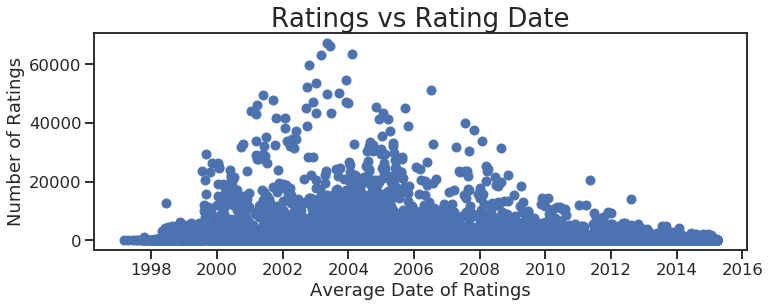 Ratings vs Rating Date
Number of Ratings
60000
40000
20000
0
1998 2000 2002 2004 2006 2008 2010 2012 2014 2016
Average Date of Ratings